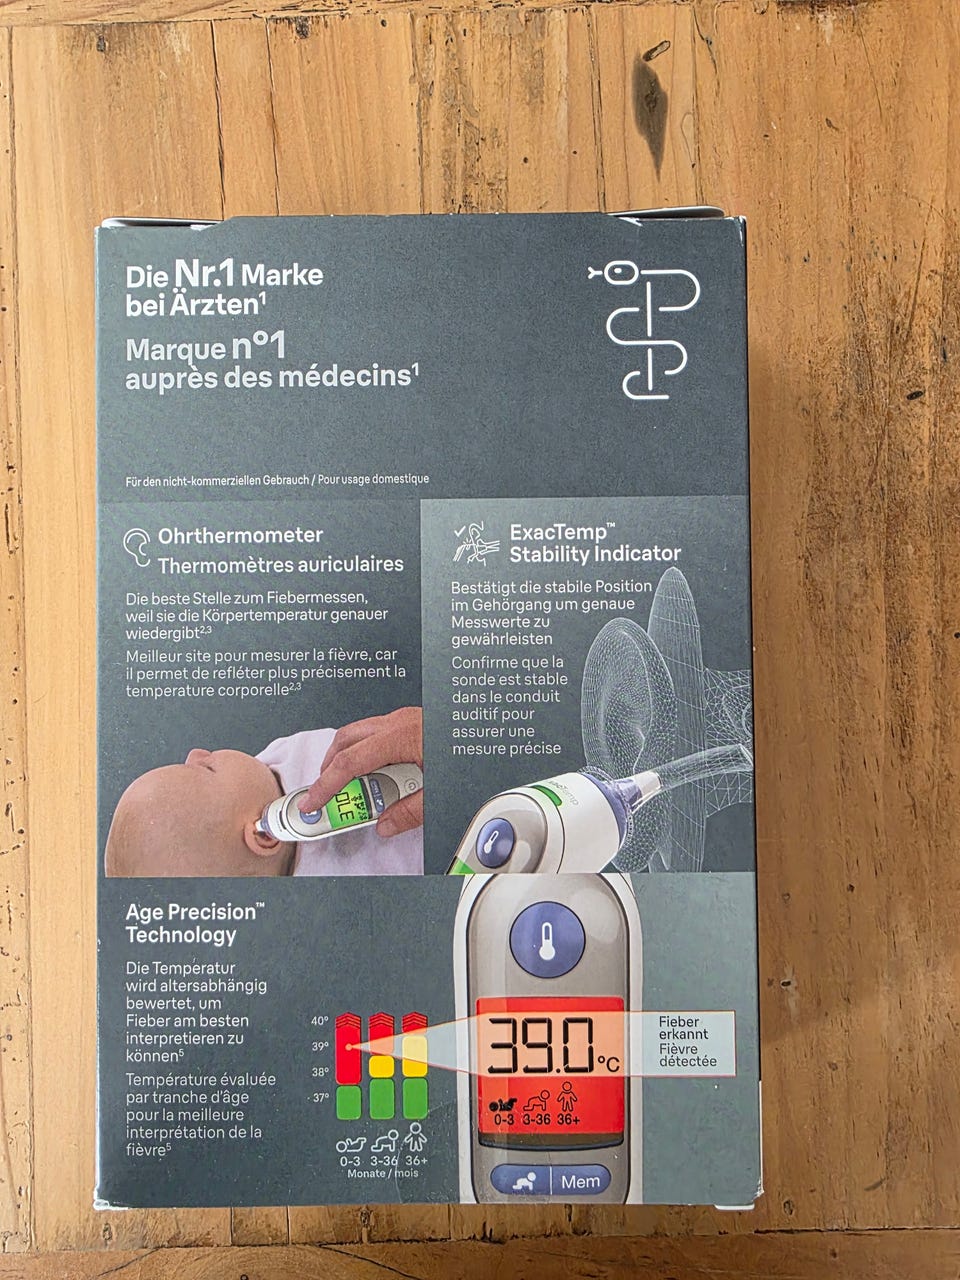 Die Nr.1 Marke
bei Ärzten¹
Marque n°1
auprès des médecins¹
Für den nicht-kommerziellen Gebrauch / Pour usage domestique
Ohrthermometer
Thermomètres auriculaires
Die beste Stelle zum Fiebermessen,
weil sie die Körpertemperatur genauer
wiedergibt²,³
Meilleur site pour mesurer la fièvre, car
il permet de refléter plus précisement la
temperature corporelle²,³
ExacTemp™
Stability Indicator
Bestätigt die stabile Position
im Gehörgang um genaue
Messwerte zu
gewährleisten
Confirme que la
sonde est stable
dans le conduit
auditif pour
assurer une
mesure précise
Age Precision™
Technology
Die Temperatur
wird altersabhängig
bewertet, um
Fieber am besten
interpretieren zu
können⁵
Température évaluée
par tranche d'âge
pour la meilleure
interprétation de la
fièvre⁵
40°
39°
38°
37°
0-3 3-36 36+
Monate / mois
39.0 °C
0-3 3-36 36+
Mem
Fieber
erkannt
Fièvre
détectée